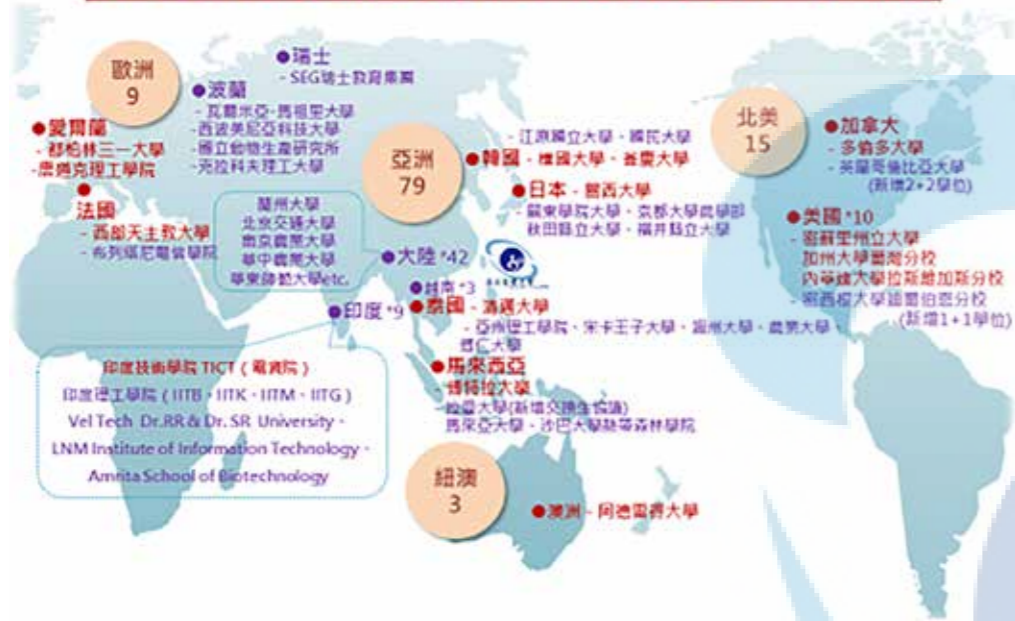 歐洲
9
●瑞士
- SEG瑞士教育集團
●波蘭
- 瓦爾米亞-馬祖里大學
-西波美尼亞科技大學
-國立動物生產研究所
-克拉科夫理工大學
●愛爾蘭
- 都柏林三一大學
-唐道克理工學院
法國
- 西部天主教大學
- 布列塔尼電信學院
亞洲
79
- 江原國立大學、國民大學
●韓國 - 檀國大學、釜慶大學
●日本 - 關西大學
- 關東學院大學、京都大學農學部
秋田縣立大學、福井縣立大學
蘭州大學
北京交通大學
南京農業大學
華中農業大學
華東師範大學etc.
●大陸 *42
●越南 *3
●印度 *9
●泰國 - 清邁大學
- 亞洲理工學院、宋卡王子大學、農業大學、
●馬來西亞
- 博特拉大學
- 拉曼大學(新增交換生協議)
馬來亞大學、沙巴大學熱帶森林學院
印度技術學院 TICT ( 電資院 )
印度理工學院 ( IITB、IITK、IITM、IITG )
Vel Tech Dr.RR & Dr. SR University、
LNM Institute of Information Technology、
Amrita School of Biotechnology
紐澳
3
●澳洲 - 阿德雷得大學
北美
15
●加拿大
- 多倫多大學
- 英屬哥倫比亞大學
(新增2+2學位)
●美國 *10
- 密蘇里州立大學
加州大學爾灣分校
內華達大學拉斯維加斯分校
- 密西根大學迪爾伯恩分校
(新增1+1學位)